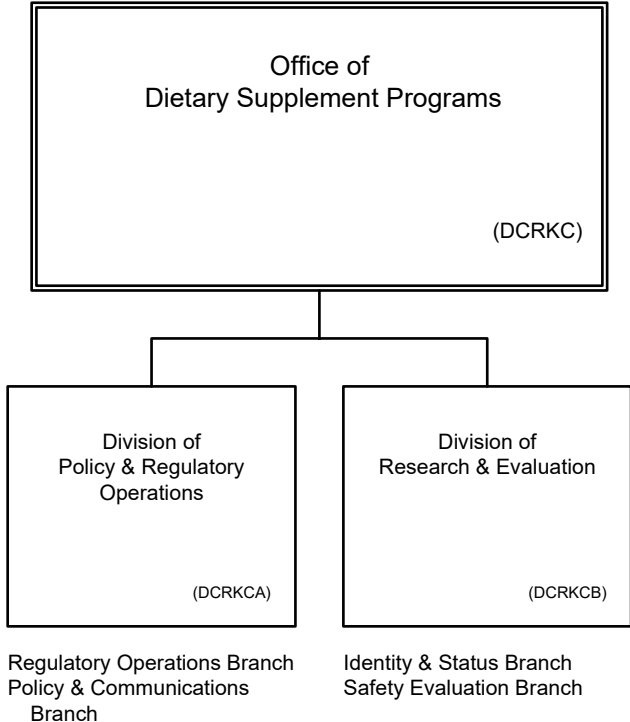 Office of
Dietary Supplement Programs
(DCRKC)
Division of
Policy & Regulatory
Operations
(DCRKCA)
Division of
Research & Evaluation
(DCRKCB)
Regulatory Operations Branch
Policy & Communications
Branch
Identity & Status Branch
Safety Evaluation Branch